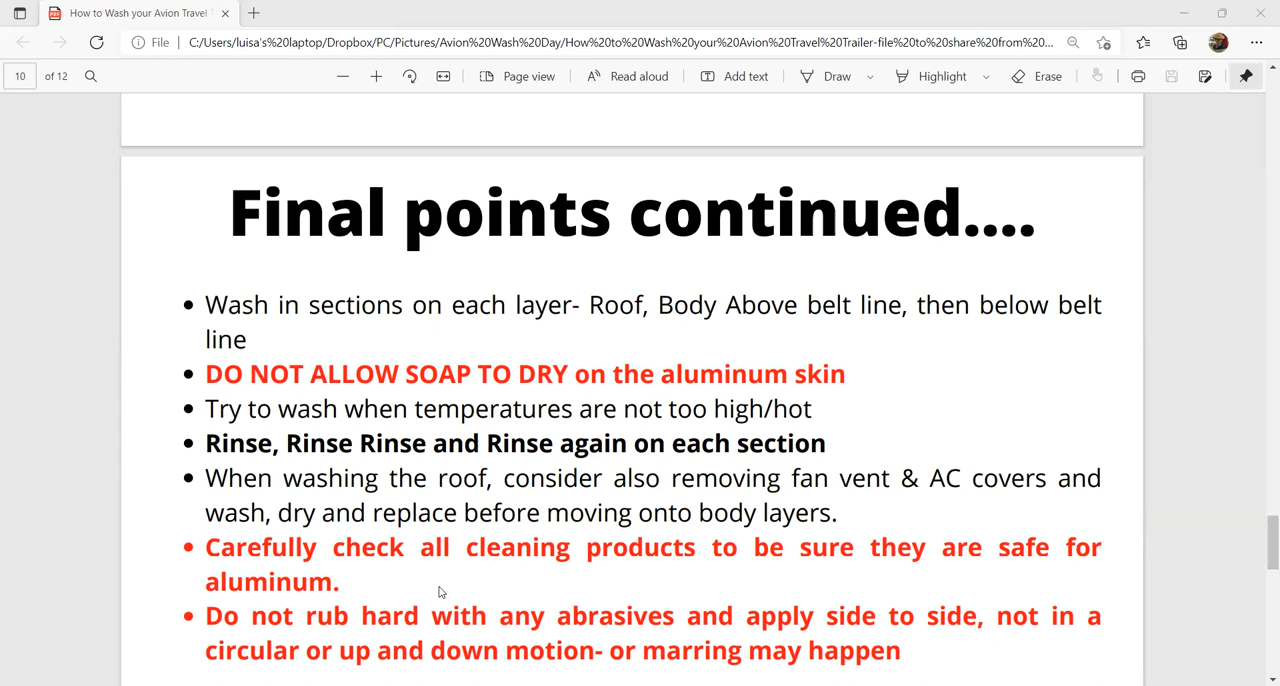 How to Wash your Avion Travel T
File
C:/Users/luisa's%20laptop/Dropbox/PC/Pictures/Avion%20Wash%20Day/How%20to%20Wash%20your%20Avion%20Travel%20Trailer-file%20to%20share%20from%20...
10 of 12
Page view
Read aloud
Add text
Draw
Highlight
Erase
Final points continued....
• Wash in sections on each layer- Roof, Body Above belt line, then below belt
line
• DO NOT ALLOW SOAP TO DRY on the aluminum skin
• Try to wash when temperatures are not too high/hot
• Rinse, Rinse Rinse and Rinse again on each section
• When washing the roof, consider also removing fan vent & AC covers and
wash, dry and replace before moving onto body layers.
• Carefully check all cleaning products to be sure they are safe for
aluminum.
• Do not rub hard with any abrasives and apply side to side, not in a
circular or up and down motion- or marring may happen